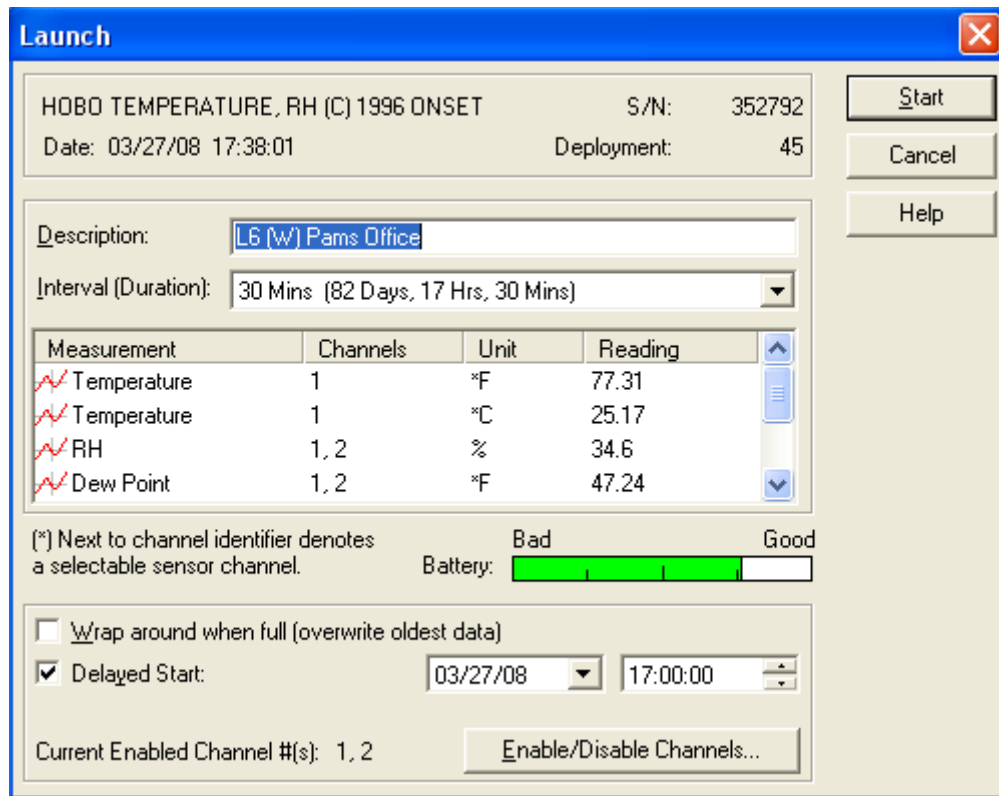 Launch
HOBO TEMPERATURE, RH (C) 1996 ONSET S/N: 352792
Date: 03/27/08 17:38:01 Deployment: 45
Start
Cancel
Help
Description: L6 (W) Pams Office
Interval (Duration): 30 Mins (82 Days, 17 Hrs, 30 Mins)
Measurement Channels Unit Reading
Temperature 1 *F 77.31
Temperature 1 *C 25.17
RH 1, 2 % 34.6
Dew Point 1, 2 *F 47.24
(*) Next to channel identifier denotes
a selectable sensor channel.
Bad Good
Battery:
Wrap around when full (overwrite oldest data)
Delayed Start: 03/27/08 17:00:00
Current Enabled Channel #(s): 1, 2 Enable/Disable Channels...